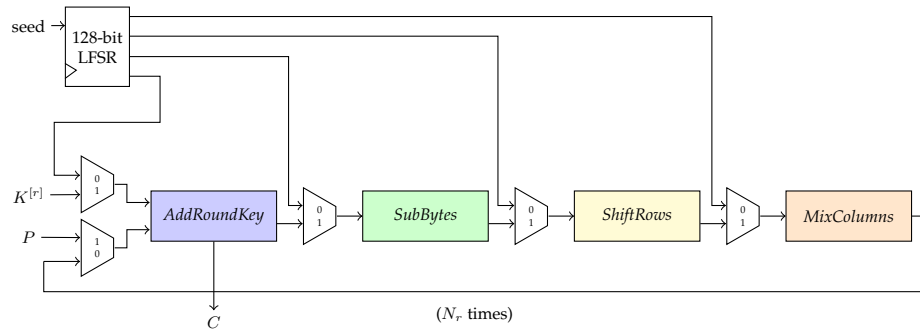 seed
128-bit
LFSR
0
1
K^{[r]}
P
1
0
AddRoundKey
0
1
SubBytes
0
1
ShiftRows
0
1
MixColumns
C
(N_r times)